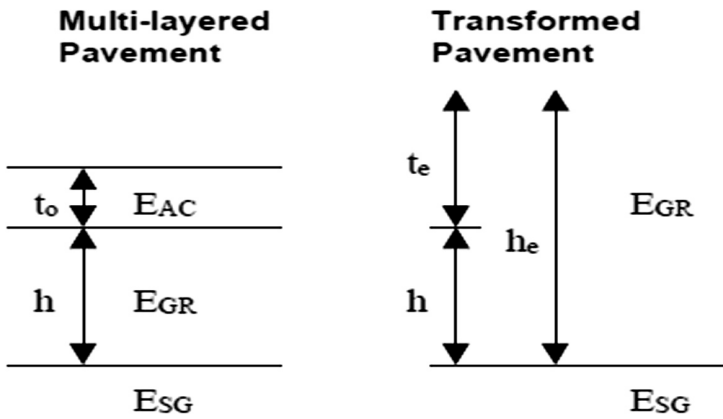 Multi-layered
Pavement
to
EAC
h
EGR
ESG
Transformed
Pavement
te
he
EGR
h
ESG